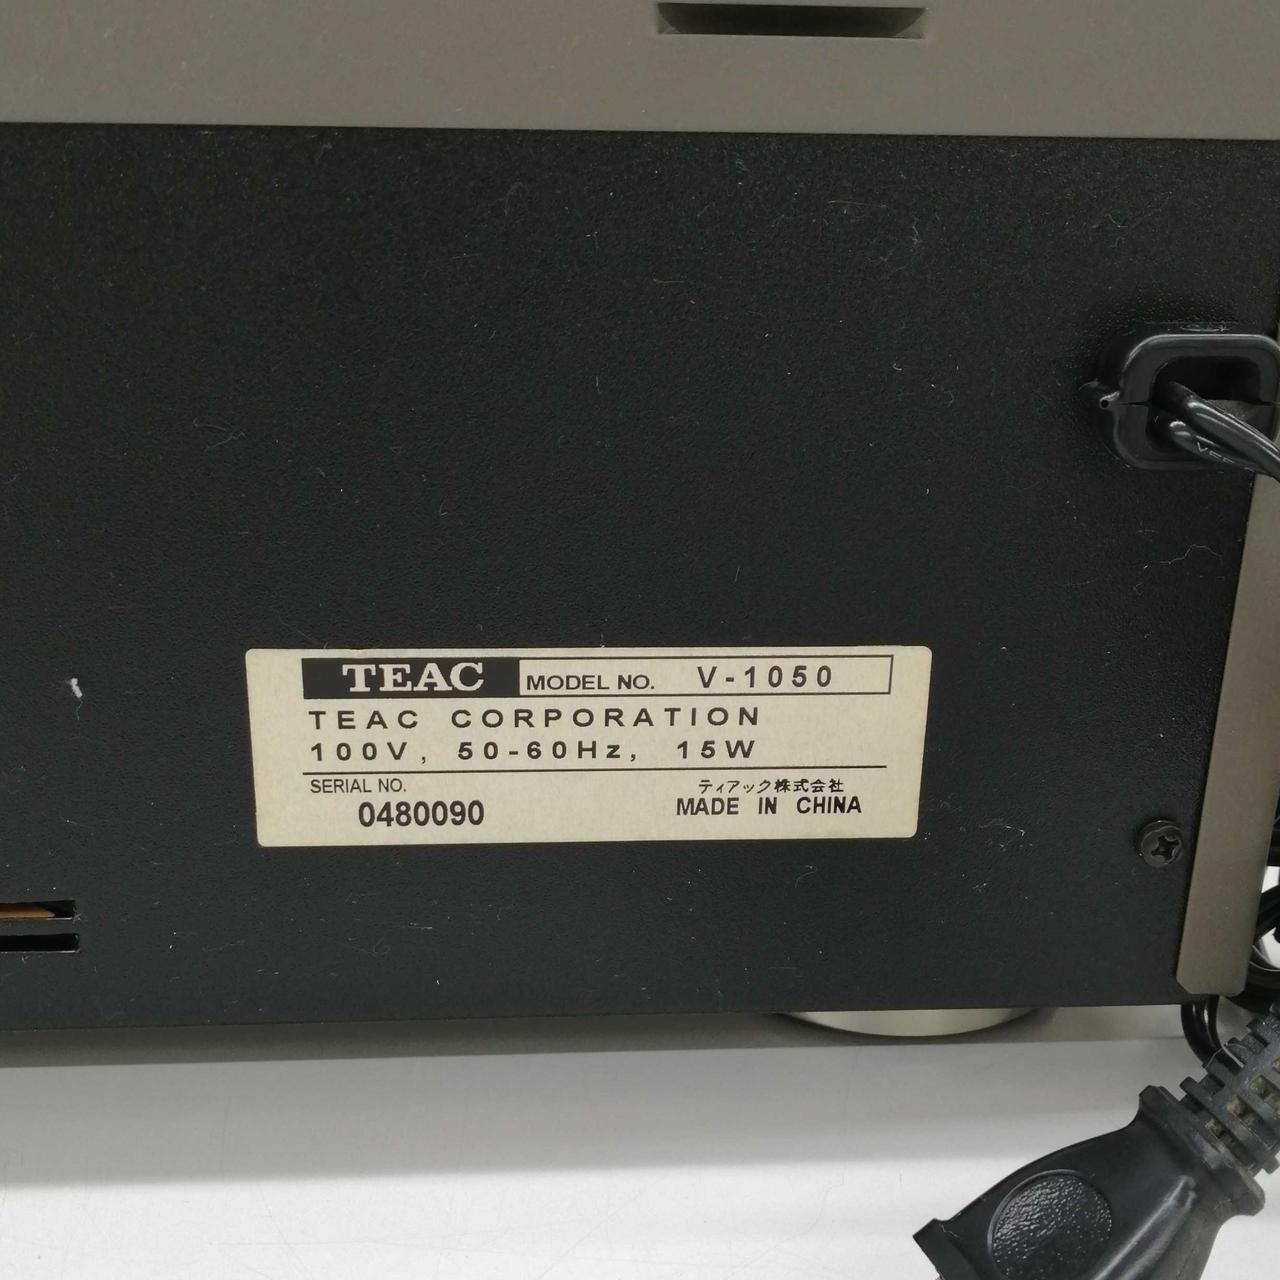 TEAC MODEL NO. V-1050
TEAC CORPORATION
100V, 50-60Hz, 15W
SERIAL NO.
0480090
ティアック株式会社
MADE IN CHINA